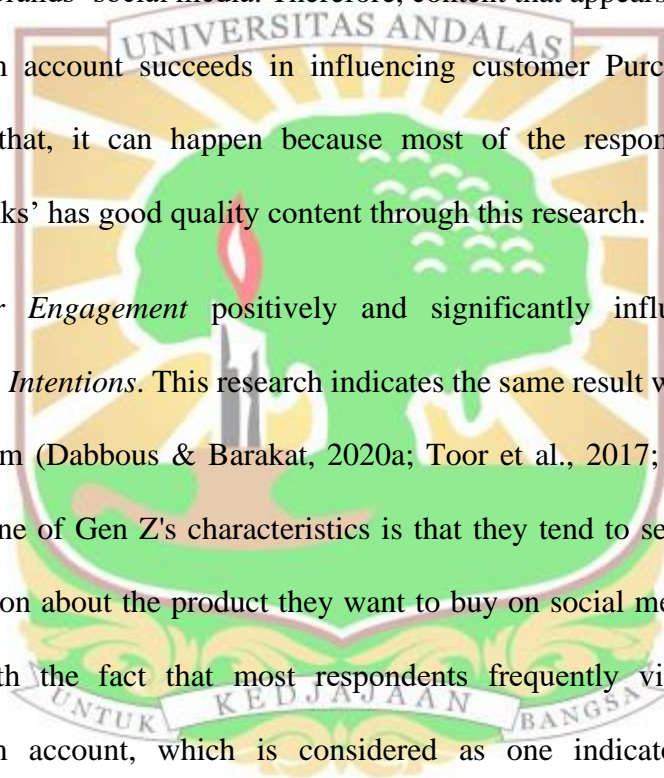 brands' social media. Therefore, content that appears
UNIVERSITAS ANDALAS
account succeeds in influencing customer Purc
that, it can happen because most of the respon
ks' has good quality content through this research.
Engagement positively and significantly influ
Intentions. This research indicates the same result w
m (Dabbous & Barakat, 2020a; Toor et al., 2017;
ne of Gen Z's characteristics is that they tend to se
on about the product they want to buy on social me
th the fact that most respondents frequently vi
UNTUK KEDJAJAAN BANGSA
account, which is considered as one indicat